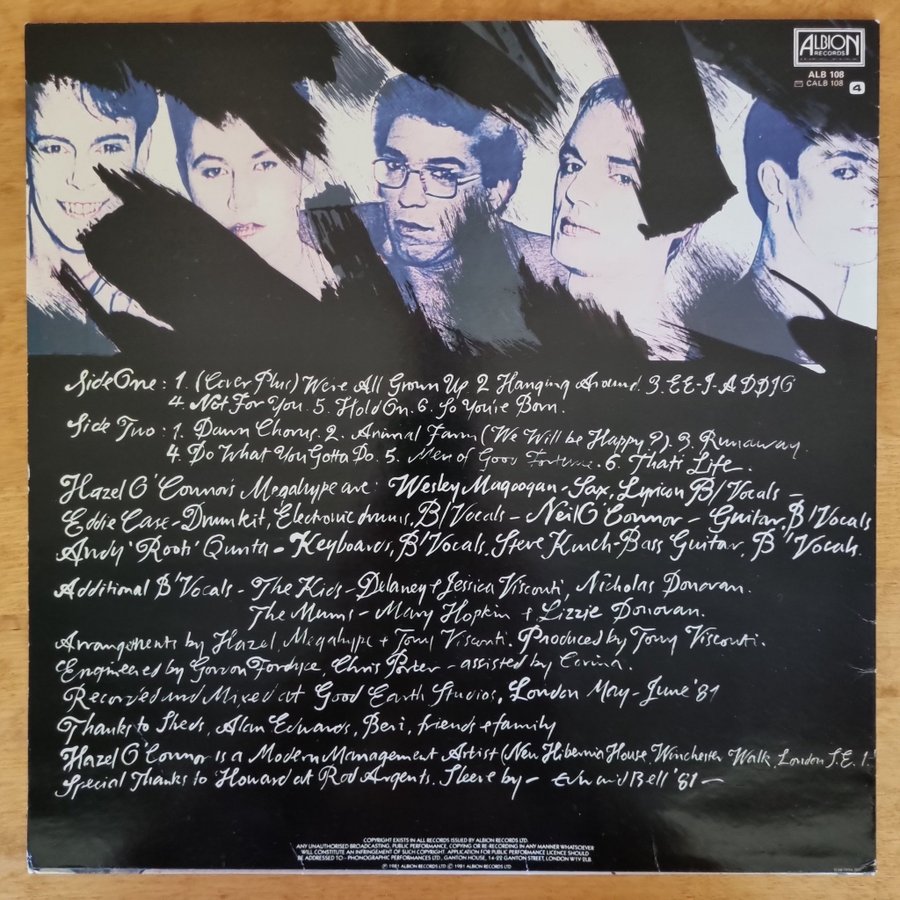 ALBION
RECORDS
ALB 108
CALB 108
4
Side One: 1. (Cover Plus) We're All Grown Up 2 Hanging Around. 3. EE-I-ADDIO
4. Not For You. 5. Hold On. 6. So You're Born.
Side Two: 1. Dawn Chorus. 2. Animal Farm (We Will be Happy?). 3. Runaway.
4. Do What You Gotta Do. 5. Men of Good Fortune. 6. That's Life.
Hazel O'Connor's Megahype are: Wesley Magoogan - Sax, Lyricon B/Vocals -
Eddie Case - Drumkit, Electronic drums, B/Vocals - Neil O'Connor - Guitar, B'Vocals
Andy 'Roots' Qunta - Keyboards, B'Vocals, Steve Kinch - Bass Guitar, B'Vocals.
Additional B'Vocals - The Kids - Delaney + Jessica Visconti, Nicholas Donovan.
The Mums - Mary Hopkin + Lizzie Donovan.
Arrangements by Hazel, Megahype + Tony Visconti. Produced by Tony Visconti.
Engineered by Gordon Fordyce, Chris Porter - assisted by Corina.
Recorded and Mixed at Good Earth Studios, London May - June '81
Thanks to Sheds, Alan Edwards, Beri, friends + family
Hazel O'Connor is a Modern Management Artist (New Hibernia House, Winchester Walk, London S.E.1.
Special Thanks to Howard at Rod Argents. Sleeve by - Edward Bell '81 -
COPYRIGHT EXISTS IN ALL RECORDS ISSUED BY ALBION RECORDS LTD.
ANY UNAUTHORISED BROADCASTING, PUBLIC PERFORMANCE, COPYING OR RE-RECORDING IN ANY MANNER WHATSOEVER
WILL CONSTITUTE AN INFRINGEMENT OF SUCH COPYRIGHT. APPLICATION FOR PUBLIC PERFORMANCE LICENCE SHOULD
BE ADDRESSED TO - PHONOGRAPHIC PERFORMANCES LTD., GANTON HOUSE, 14-22 GANTON STREET, LONDON W1V 1LB.
Ⓟ 1981 ALBION RECORDS LTD © 1981 ALBION RECORDS LTD